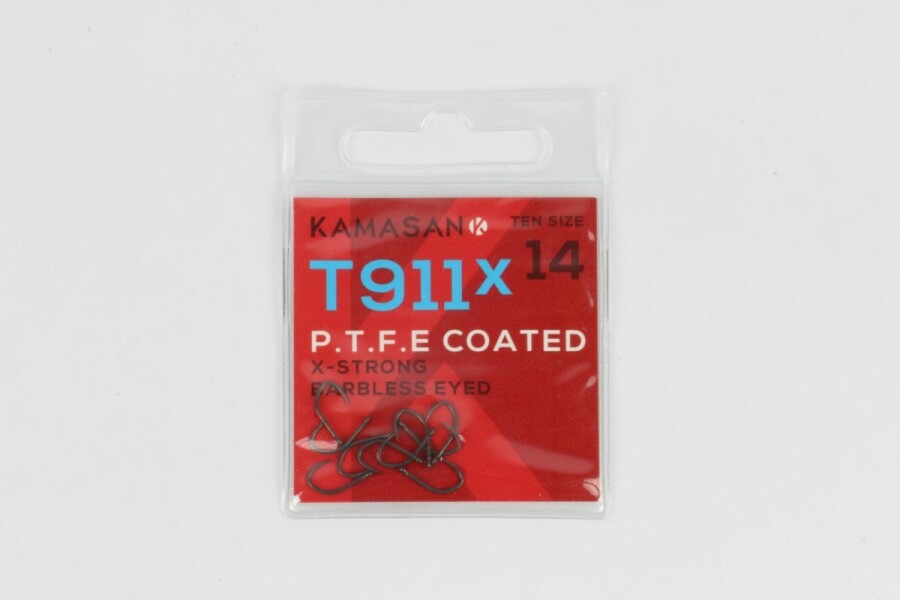 KAMASAN K
TEN SIZE
14
T911x
P.T.F.E COATED
X-STRONG
BARBLESS EYED